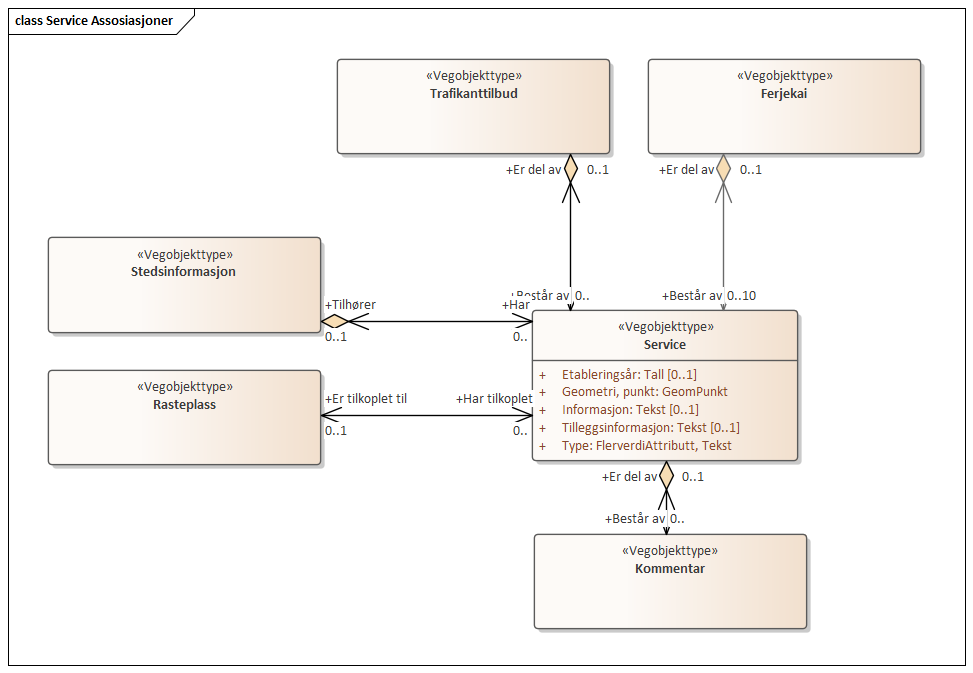 class Service Assosiasjoner
«Vegobjekttype»
Trafikanttilbud
«Vegobjekttype»
Ferjekai
+Er del av 0..1
+Er del av 0..1
«Vegobjekttype»
Stedsinformasjon
+Består av 0..
+Består av 0..10
+Tilhører
+Har
0..1
0..
«Vegobjekttype»
Service
+ Etableringsår: Tall [0..1]
+ Geometri, punkt: GeomPunkt
+ Informasjon: Tekst [0..1]
+ Tilleggsinformasjon: Tekst [0..1]
+ Type: FlerverdiAttributt, Tekst
«Vegobjekttype»
Rasteplass
+Er tilkoplet til
+Har tilkoplet
0..1
0..
+Er del av 0..1
+Består av 0..
«Vegobjekttype»
Kommentar